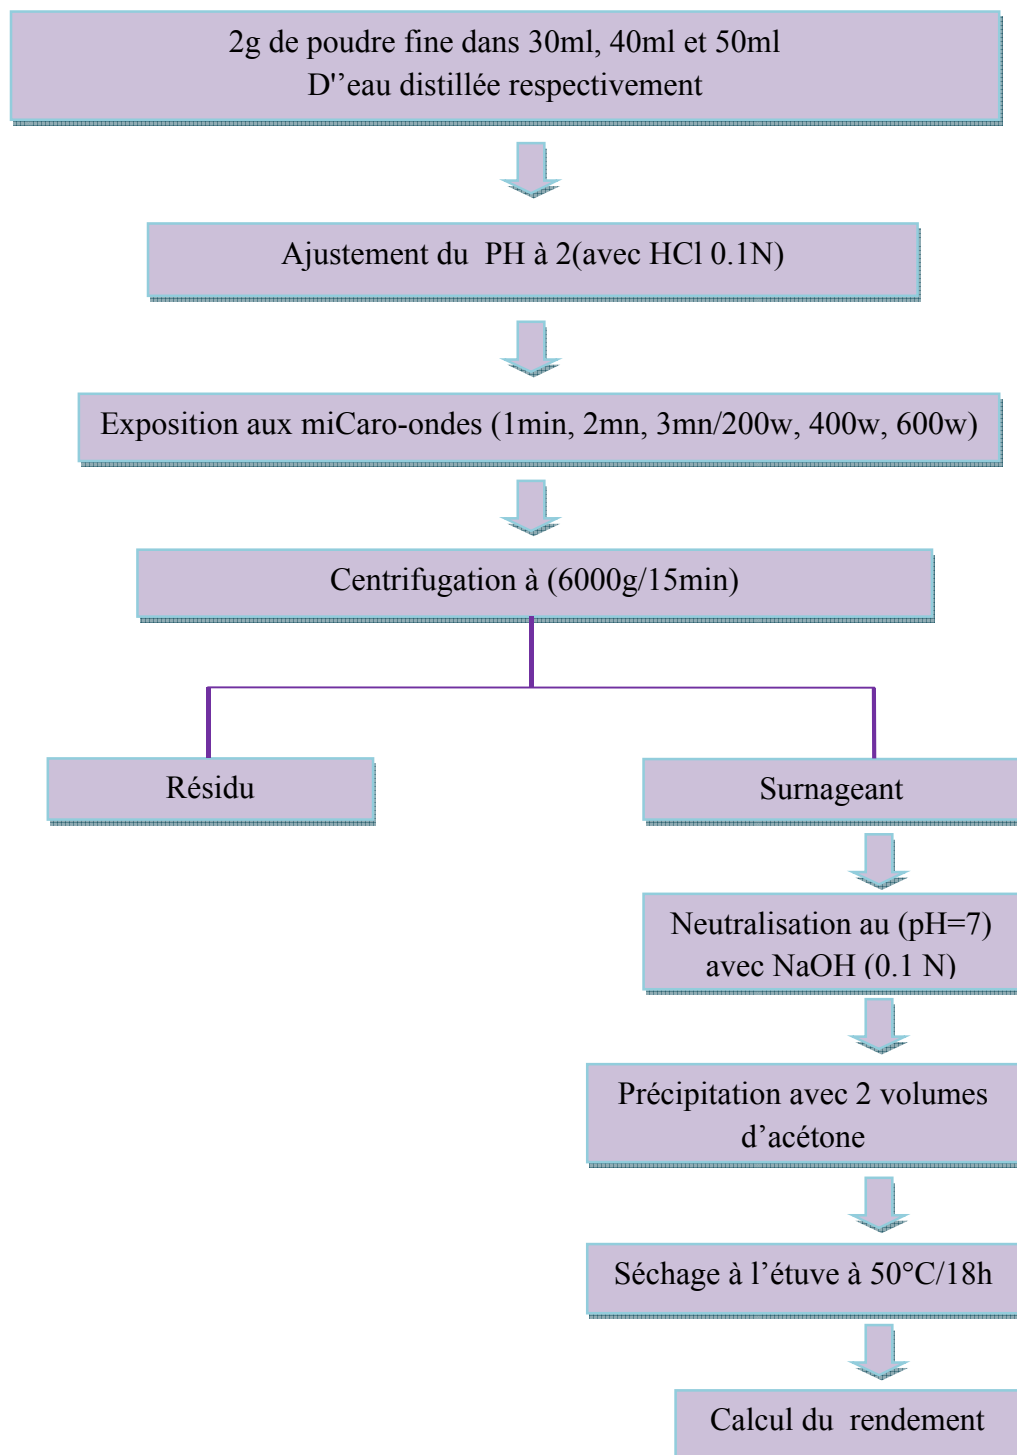 2g de poudre fine dans 30ml, 40ml et 50ml
D'’eau distillée respectivement
Ajustement du  PH à 2(avec HCl 0.1N)
Exposition aux miCaro-ondes (1min, 2mn, 3mn/200w, 400w, 600w)
Centrifugation à (6000g/15min)
Résidu
Surnageant
Neutralisation au (pH=7)
avec NaOH (0.1 N)
Précipitation avec 2 volumes
d’acétone
Séchage à l’étuve à 50°C/18h
Calcul du  rendement